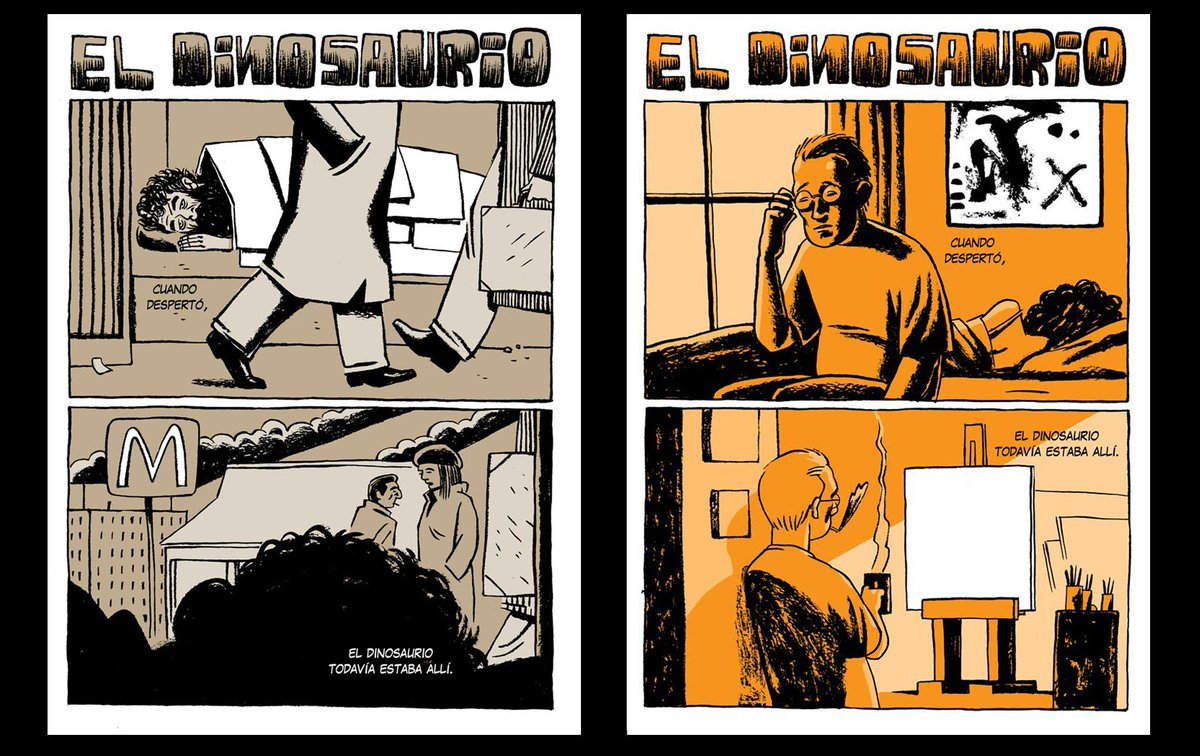 EL DINOSAURIO
CUANDO
DESPERTÓ,
M
EL DINOSAURIO
TODAVÍA ESTABA ALLÍ.
EL DINOSAURIO
CUANDO
DESPERTÓ,
EL DINOSAURIO
TODAVÍA ESTABA ALLÍ.